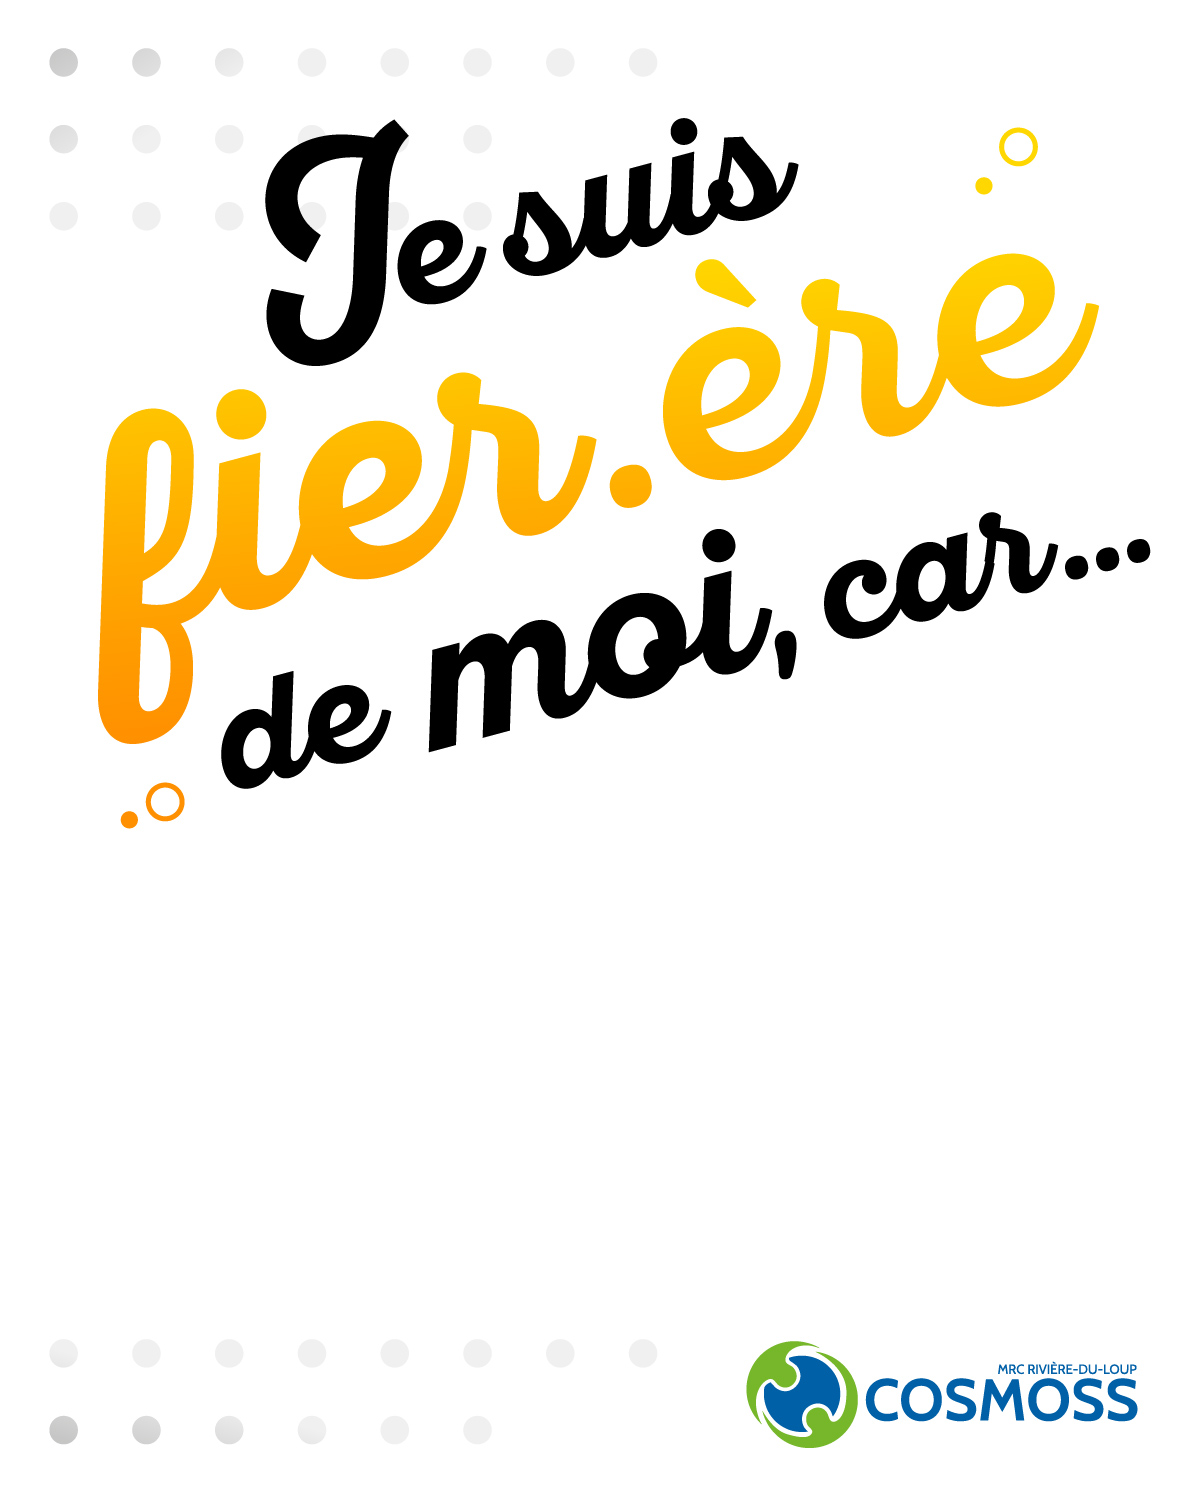 Je suis
fier.ère
de moi, car...
MRC RIVIÈRE-DU-LOUP
COSMOSS